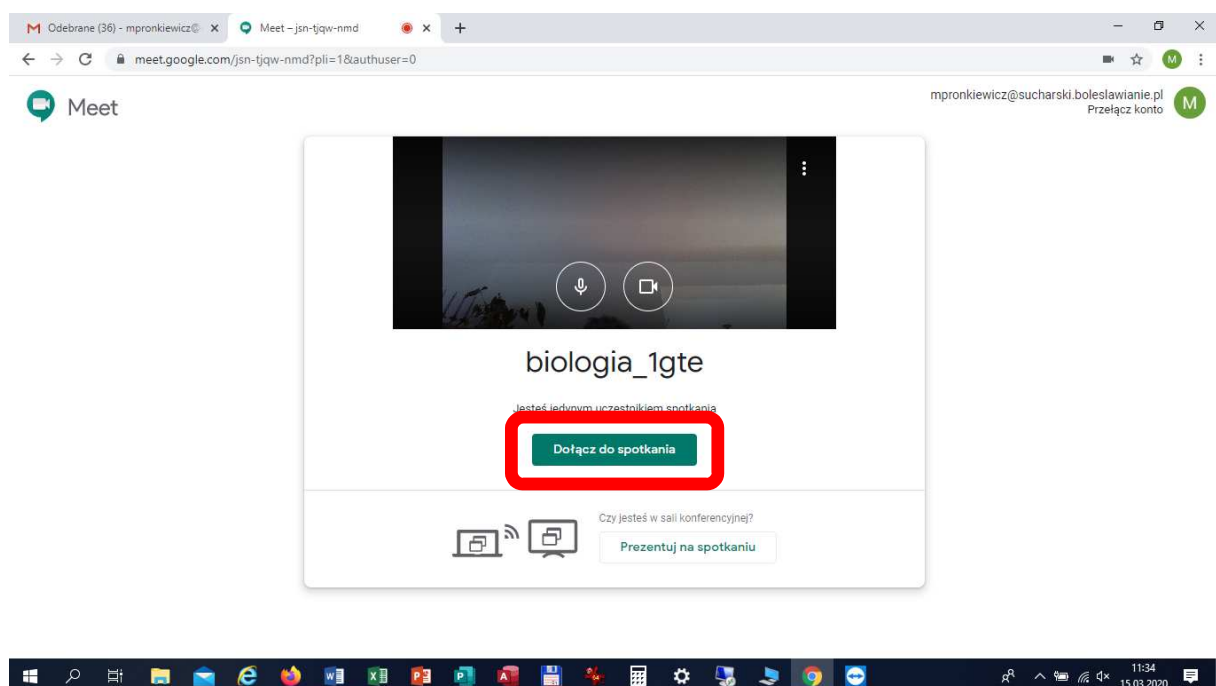 Odebrane (36) - mpronkiewicz@
Meet – jsn-tjqw-nmd
meet.google.com/jsn-tjqw-nmd?pli=1&authuser=0
M
Meet
mpronkiewicz@sucharski.boleslawianie.pl
Przełącz konto
M
biologia_1gte
Jesteś jedynym uczestnikiem spotkania
Dołącz do spotkania
Czy jesteś w sali konferencyjnej?
Prezentuj na spotkaniu
11:34
15.03.2020